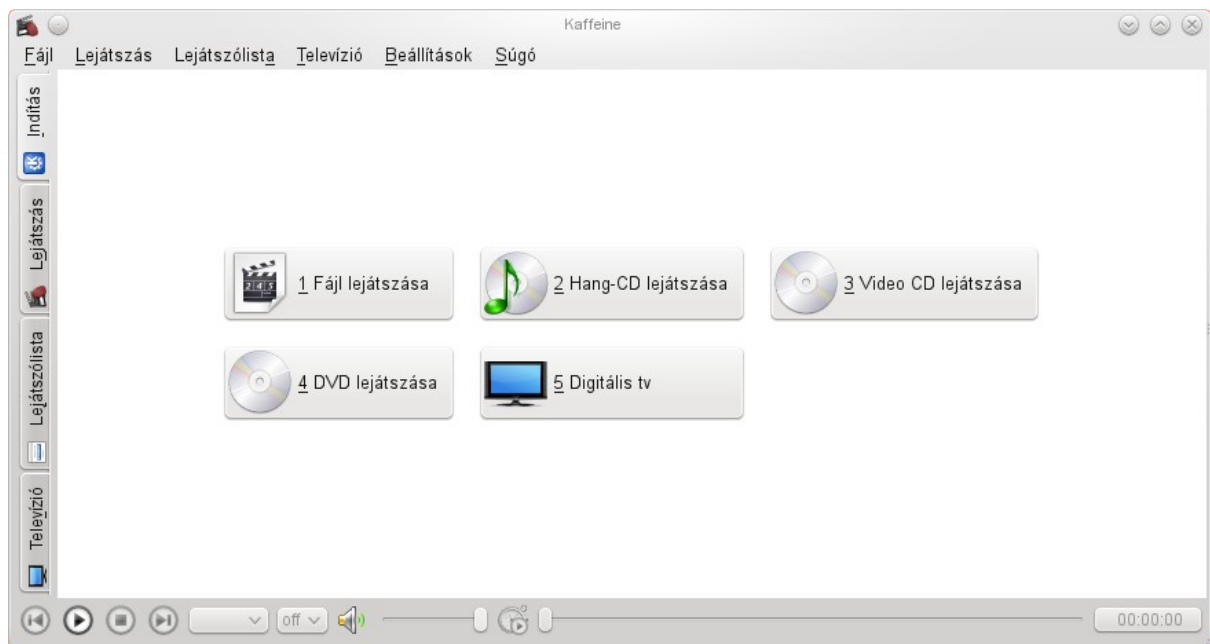 Kaffeine
Fájl Lejátszás Lejátszólista Televízió Beállítások Súgó
Indítás
Lejátszás
Lejátszólista
Televízió
1 Fájl lejátszása
2 Hang-CD lejátszása
3 Video CD lejátszása
4 DVD lejátszása
5 Digitális tv
off
00:00:00